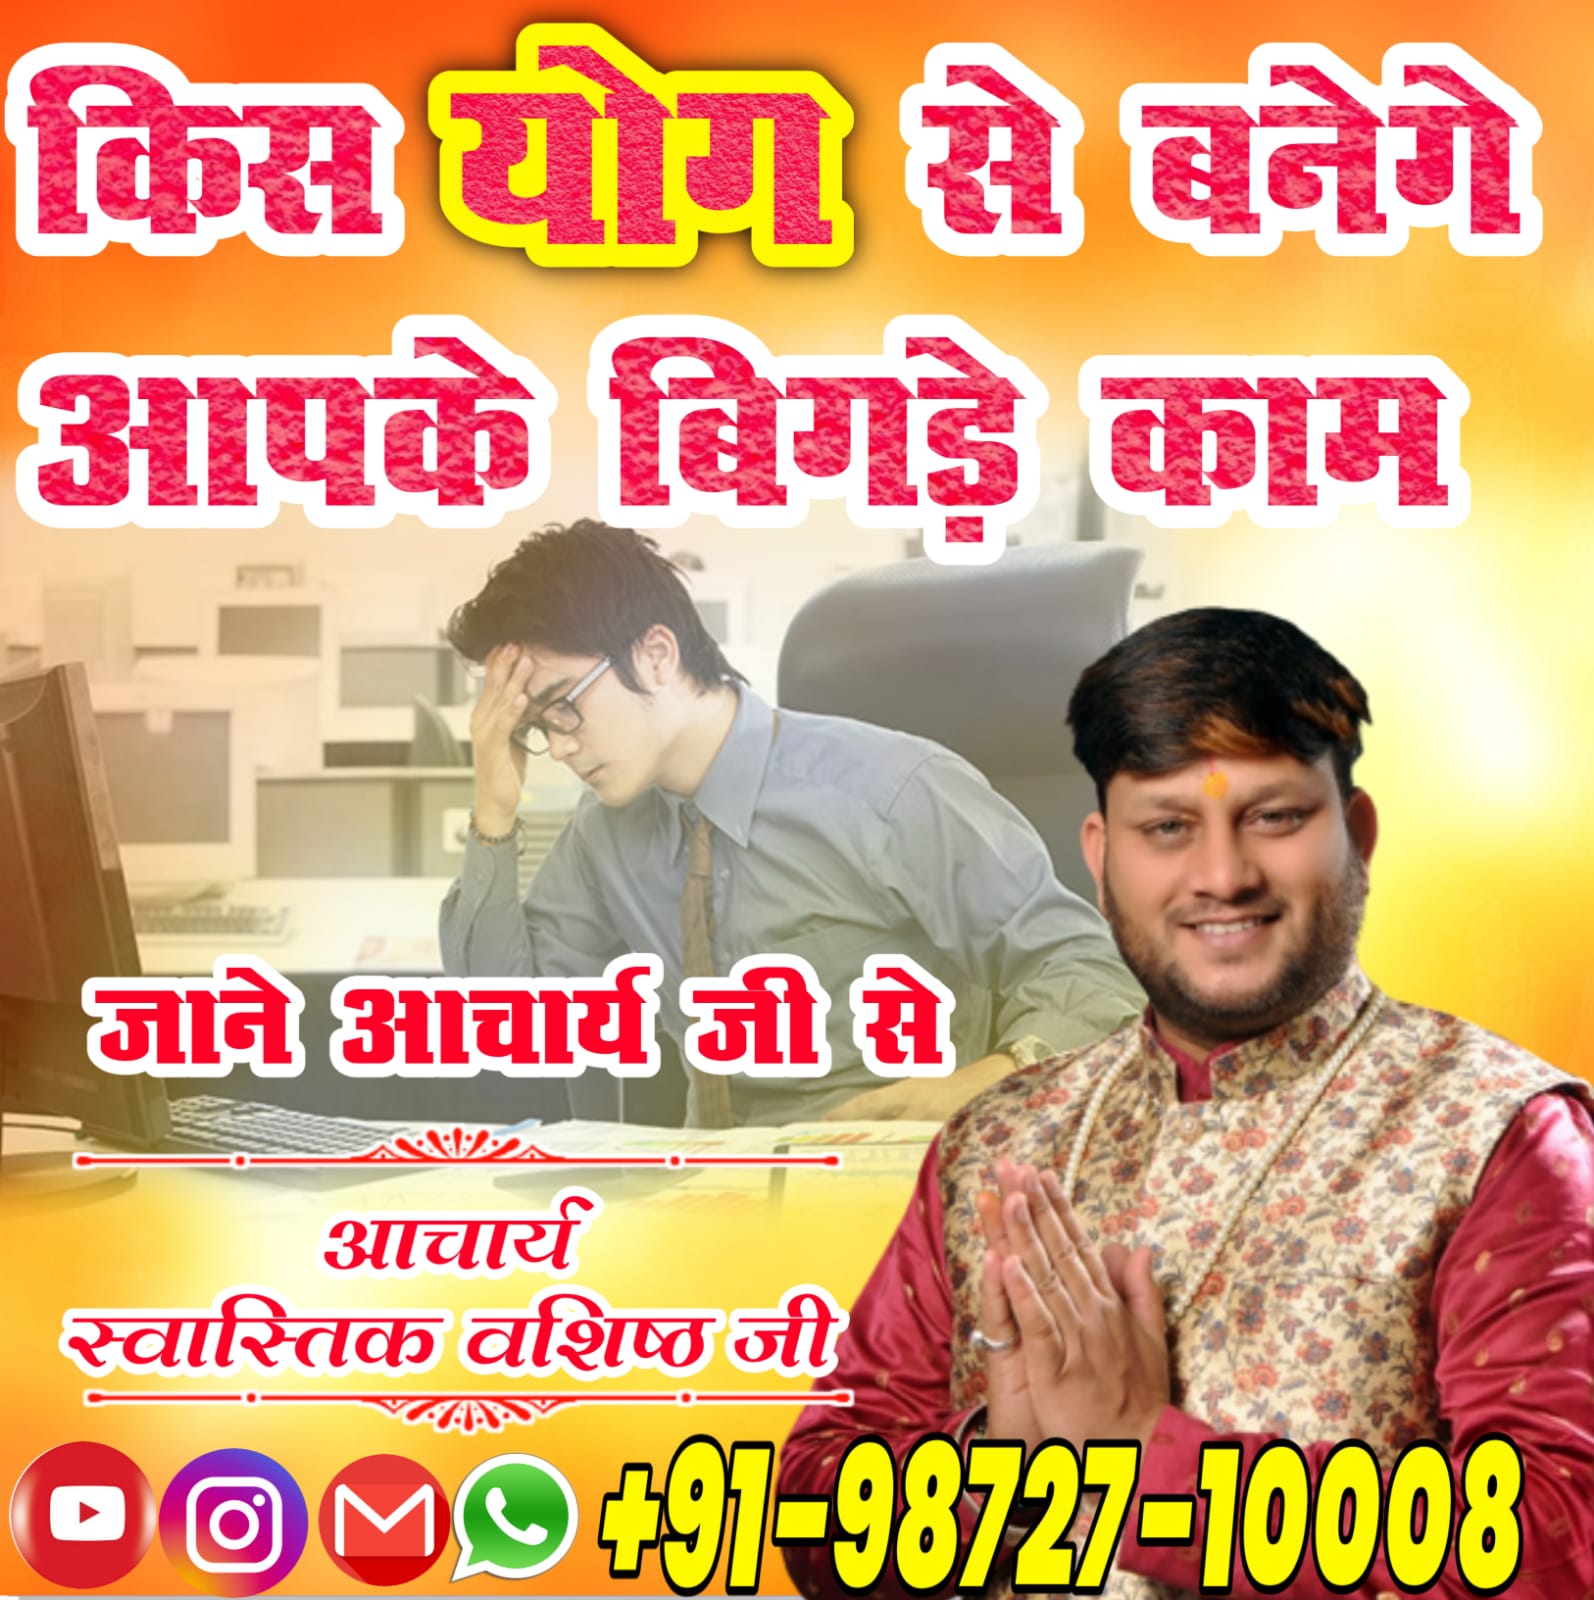 किस योग से बनेगे
आपके बिगड़े काम
जाने आचार्य जी से
आचार्य
स्वास्तिक वशिष्ठ जी
+91-98727-10008